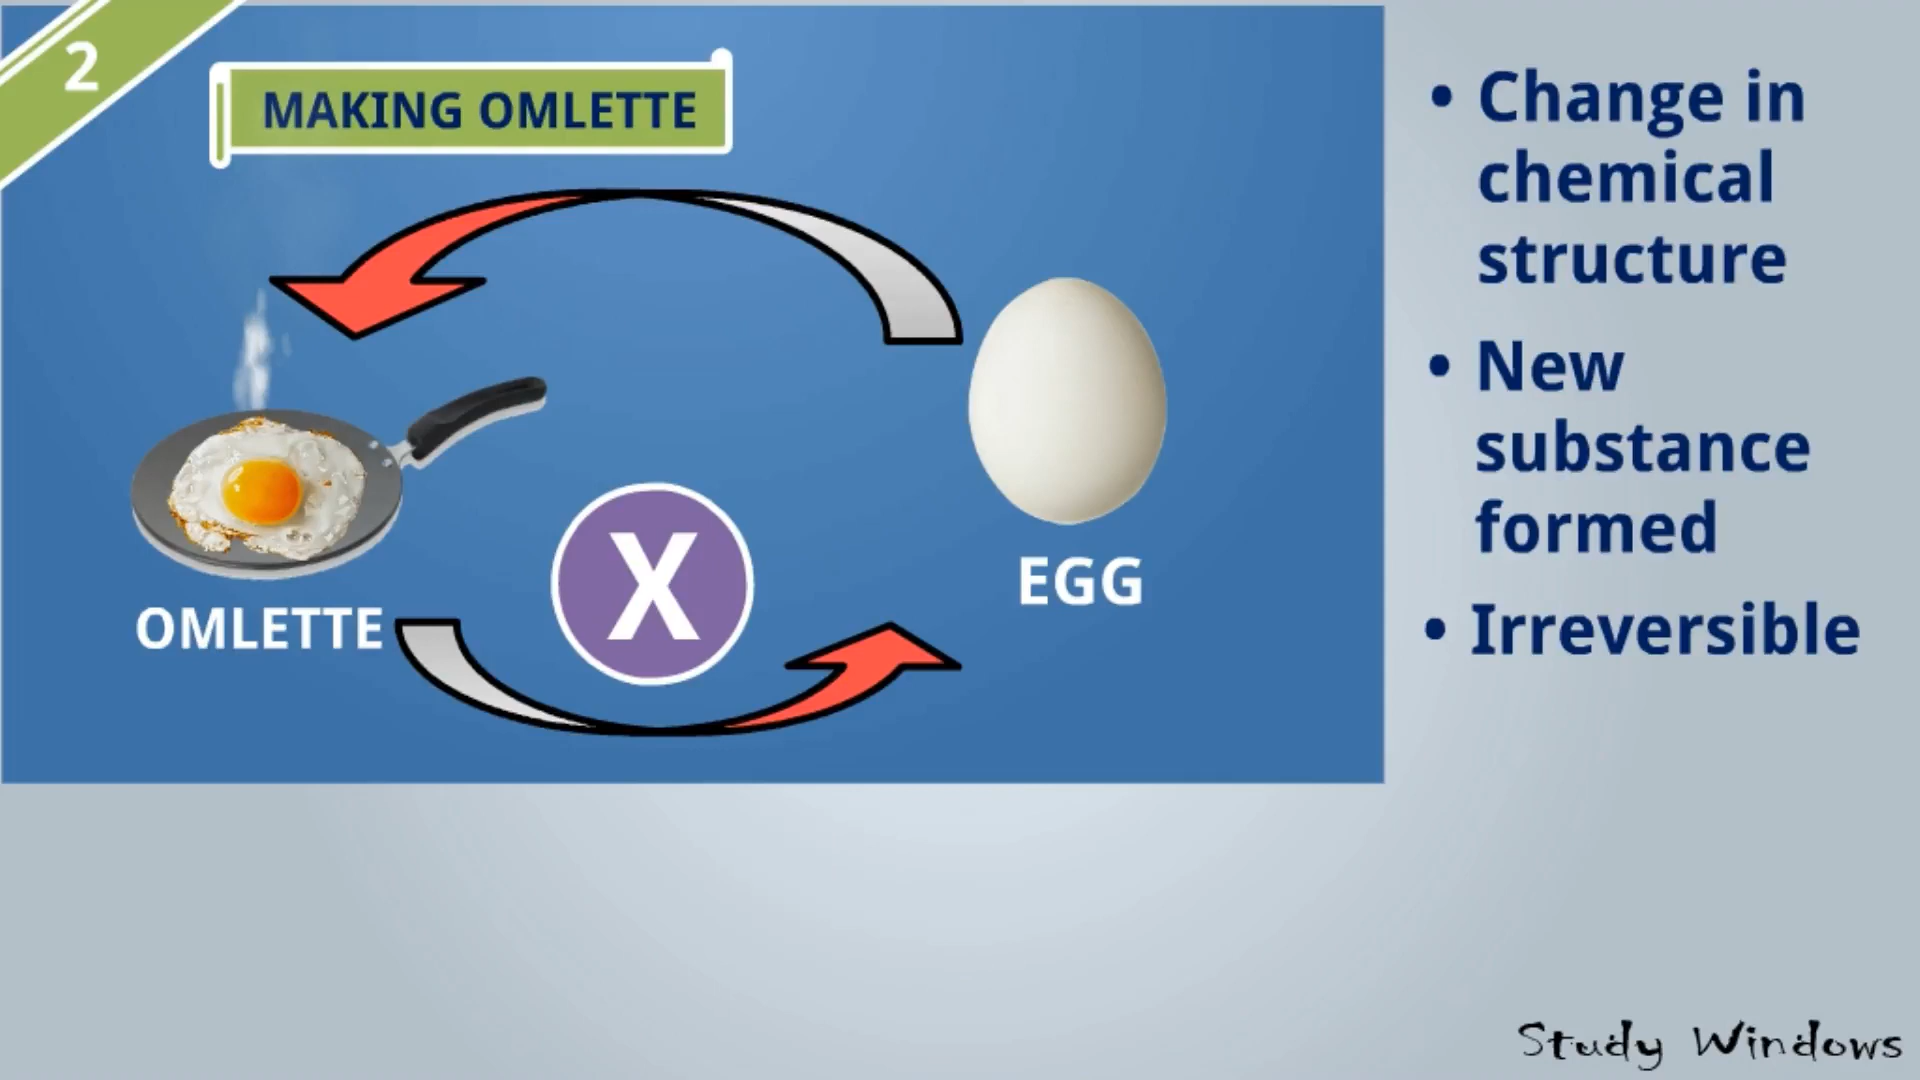 2
MAKING OMLETTE
OMLETTE
X
EGG
• Change in
chemical
structure
• New
substance
formed
• Irreversible
Study Windows